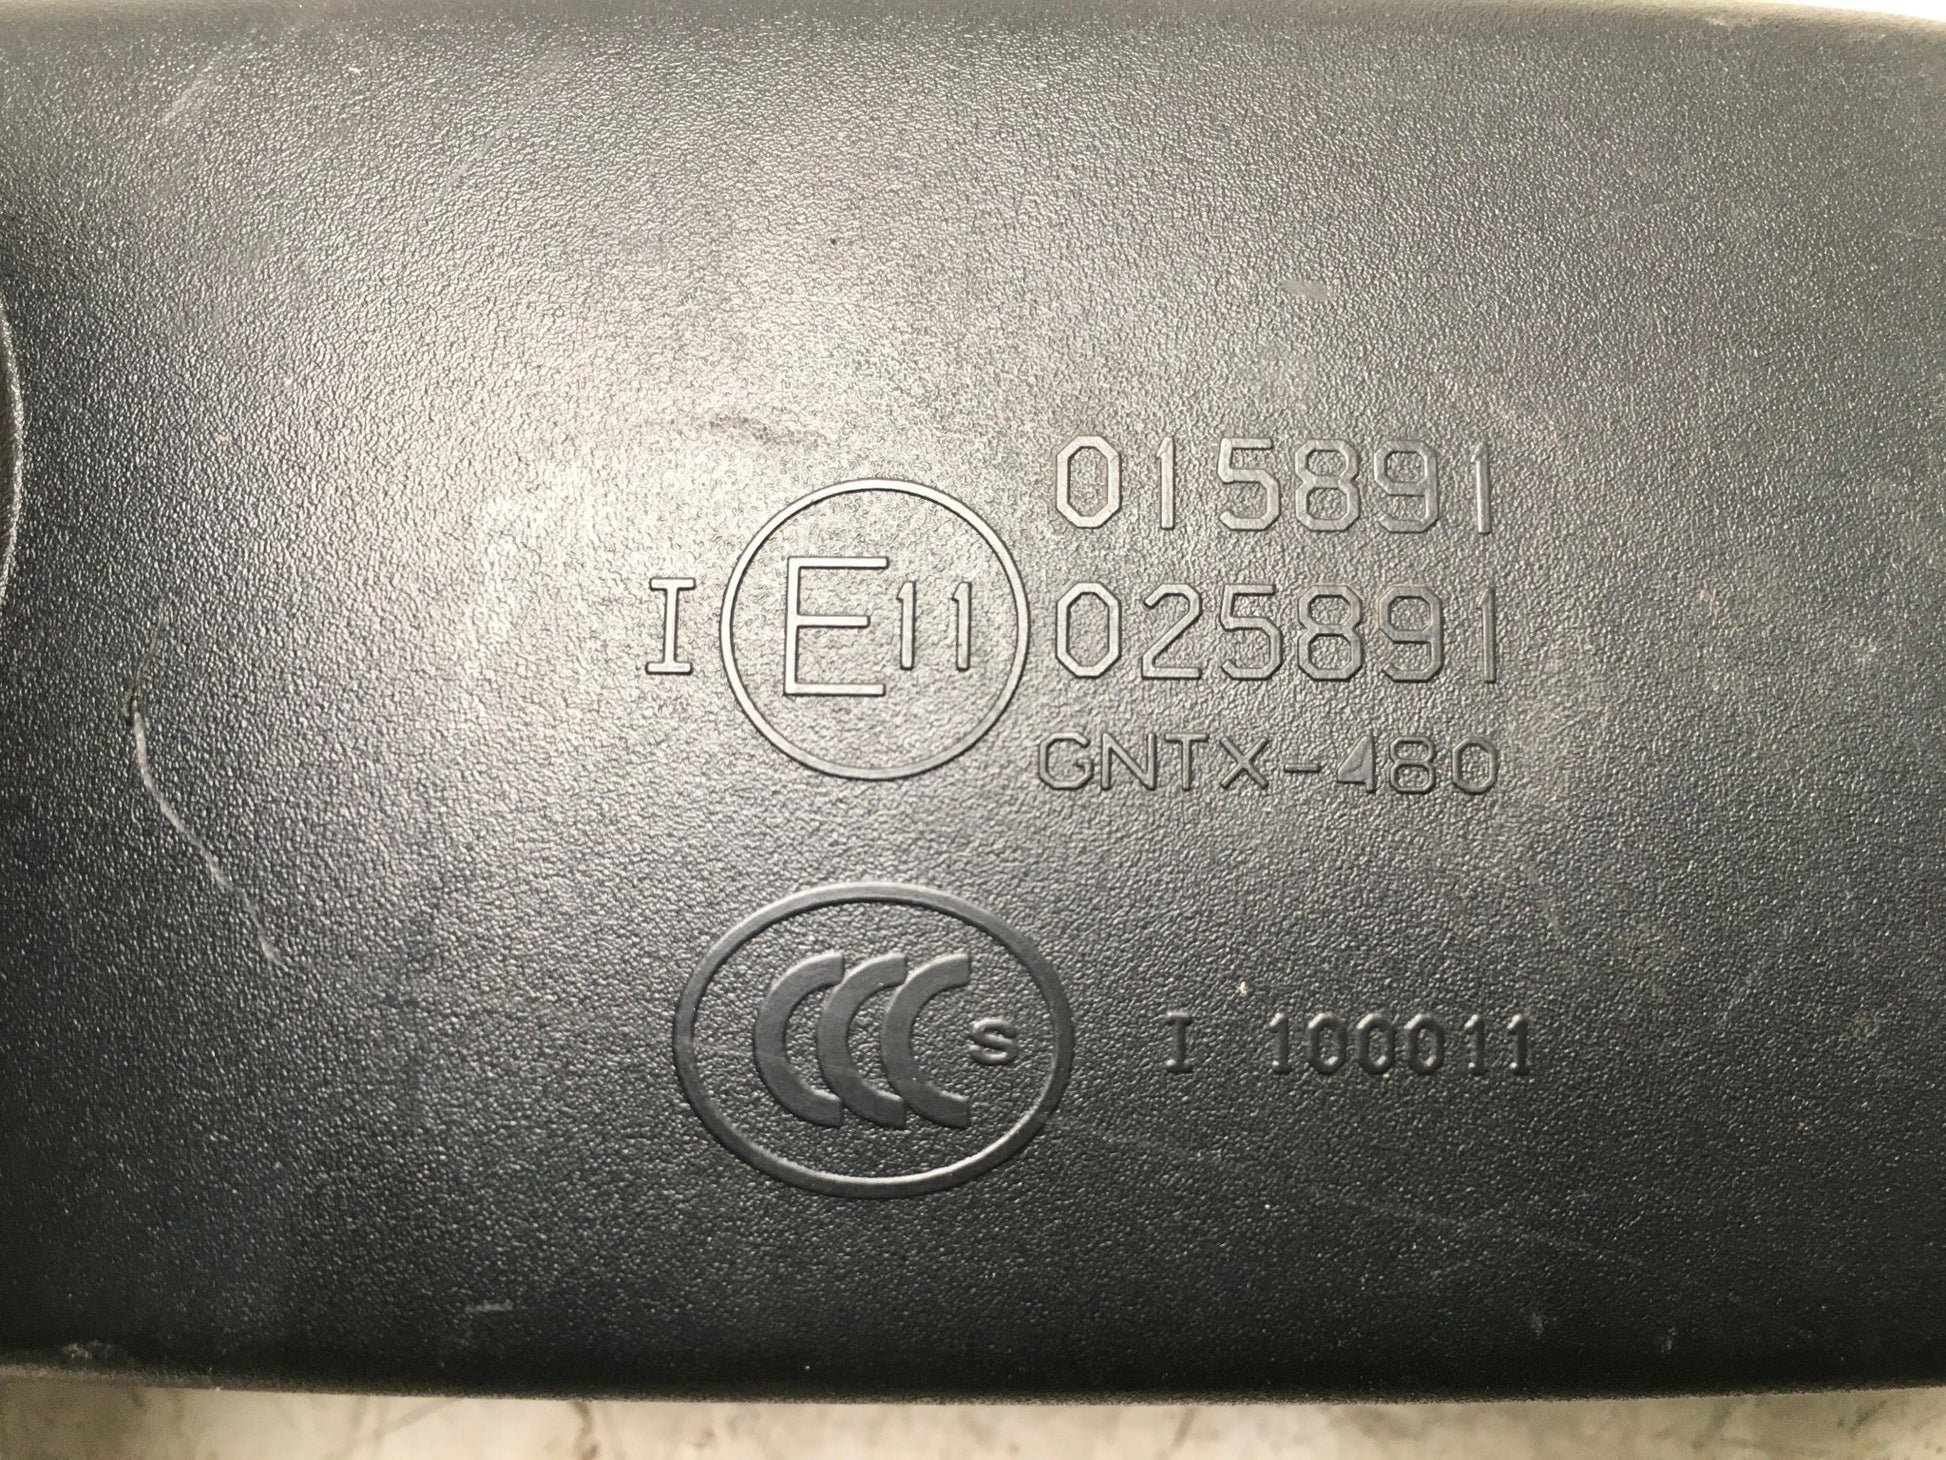 015891
I E11 025891
GNTX-480
CCC S I 100011